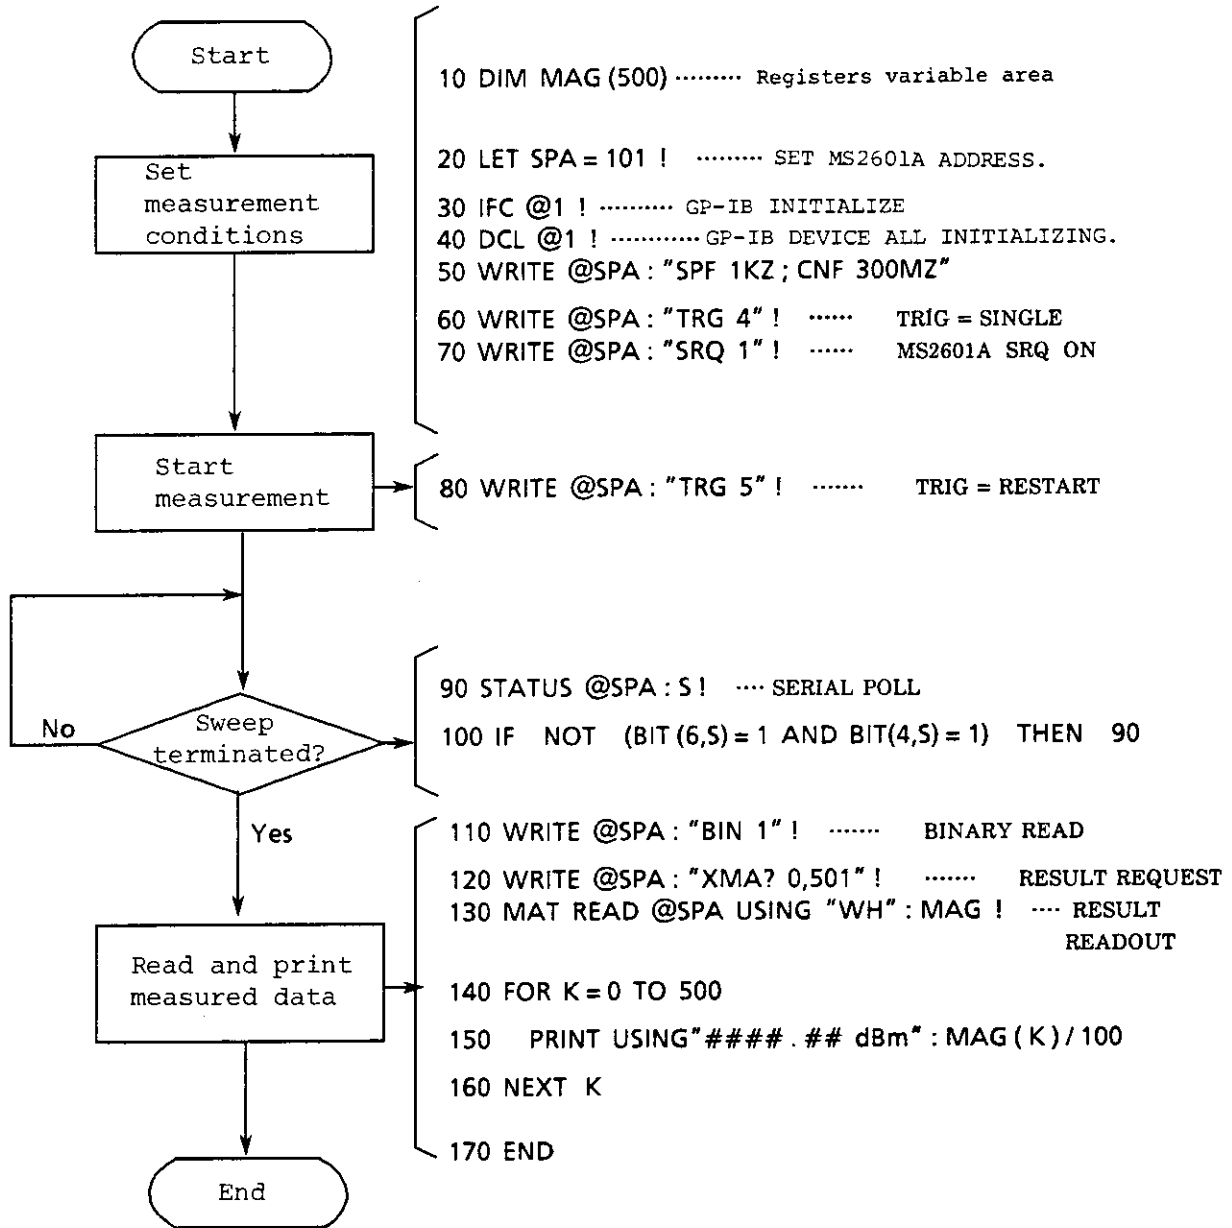 Start
10 DIM MAG (500) ········· Registers variable area
Set
measurement
conditions
20 LET SPA = 101 ! ········· SET MS2601A ADDRESS.
30 IFC @1 ! ·········· GP-IB INITIALIZE
40 DCL @1 ! ············ GP-IB DEVICE ALL INITIALIZING.
50 WRITE @SPA : "SPF 1KZ ; CNF 300MZ"
60 WRITE @SPA : "TRG 4" ! ······ TRIG = SINGLE
70 WRITE @SPA : "SRQ 1" ! ······ MS2601A SRQ ON
Start
measurement
80 WRITE @SPA : "TRG 5" ! ······· TRIG = RESTART
Sweep
terminated?
No
Yes
90 STATUS @SPA : S ! ···· SERIAL POLL
100 IF NOT (BIT (6,S) = 1 AND BIT(4,S) = 1) THEN 90
110 WRITE @SPA : "BIN 1" ! ······· BINARY READ
120 WRITE @SPA : "XMA? 0,501" ! ······· RESULT REQUEST
130 MAT READ @SPA USING "WH" : MAG ! ···· RESULT
READOUT
Read and print
measured data
140 FOR K = 0 TO 500
150 PRINT USING"####.## dBm" : MAG ( K ) / 100
160 NEXT K
170 END
End